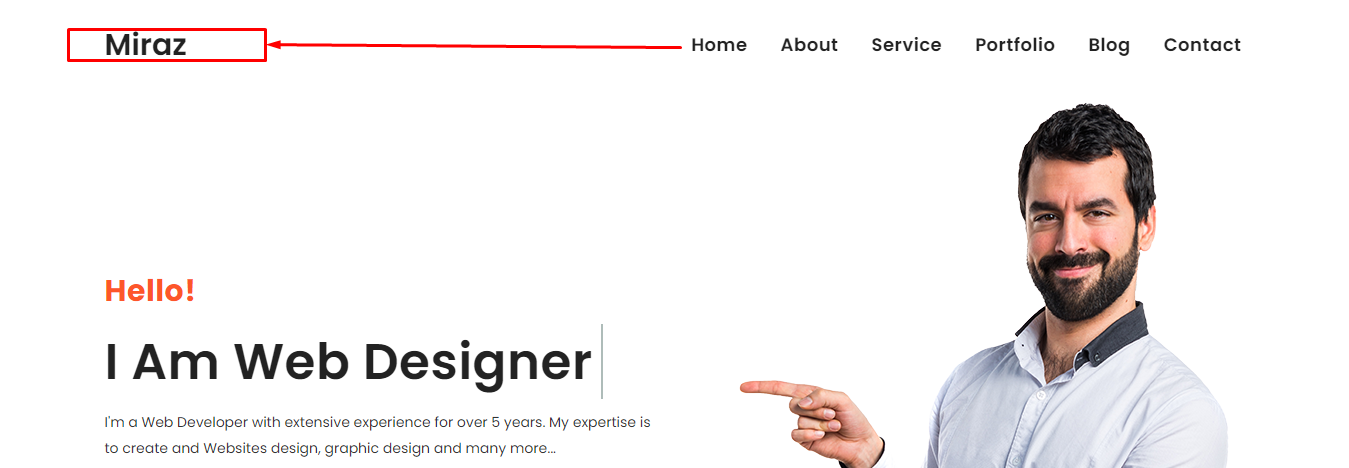 Miraz
Home About Service Portfolio Blog Contact
Hello!
I Am Web Designer
I'm a Web Developer with extensive experience for over 5 years. My expertise is
to create and Websites design, graphic design and many more...